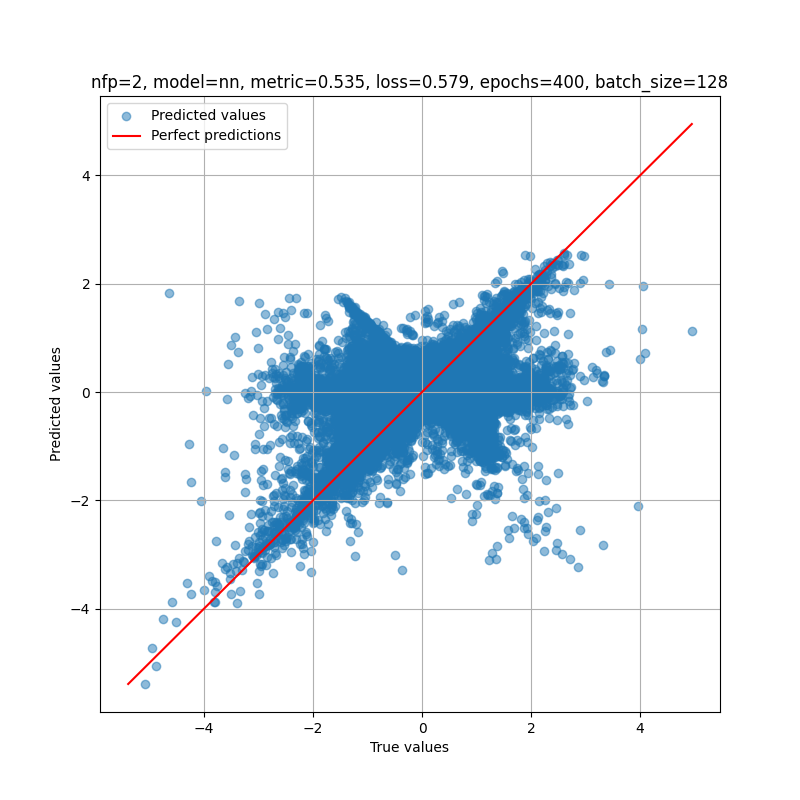 nfp=2, model=nn, metric=0.535, loss=0.579, epochs=400, batch_size=128
Predicted values
Perfect predictions
4
2
0
−2
−4
Predicted values
−4
−2
0
2
4
True values